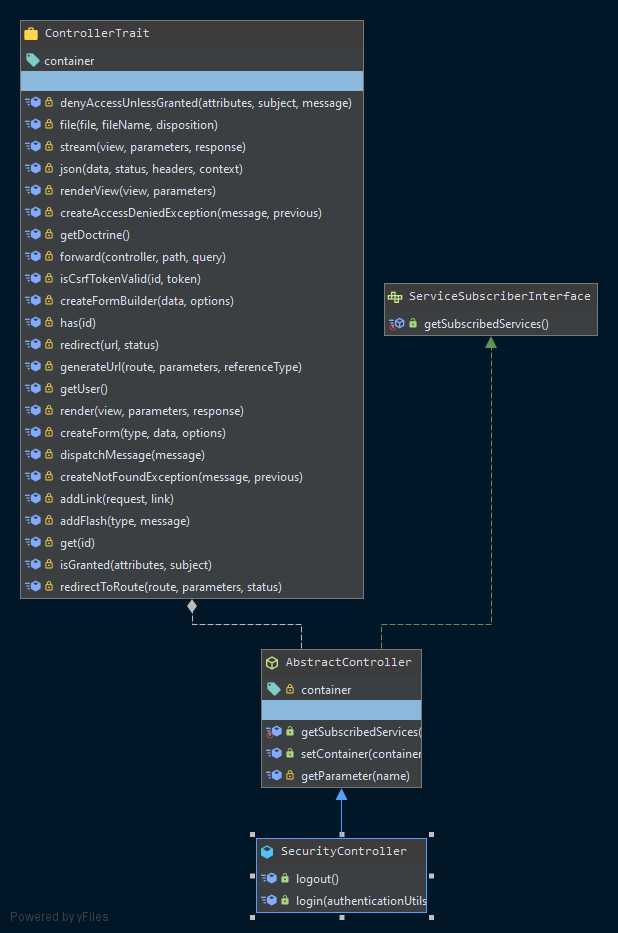 ControllerTrait
container
denyAccessUnlessGranted(attributes, subject, message)
file(file, fileName, disposition)
stream(view, parameters, response)
json(data, status, headers, context)
renderView(view, parameters)
createAccessDeniedException(message, previous)
getDoctrine()
forward(controller, path, query)
isCsrfTokenValid(id, token)
createFormBuilder(data, options)
has(id)
redirect(url, status)
generateUrl(route, parameters, referenceType)
getUser()
render(view, parameters, response)
createForm(type, data, options)
dispatchMessage(message)
createNotFoundException(message, previous)
addLink(request, link)
addFlash(type, message)
get(id)
isGranted(attributes, subject)
redirectToRoute(route, parameters, status)
ServiceSubscriberInterface
getSubscribedServices()
AbstractController
container
getSubscribedServices(
setContainer(container
getParameter(name)
SecurityController
logout()
login(authenticationUtils
Powered by yFiles